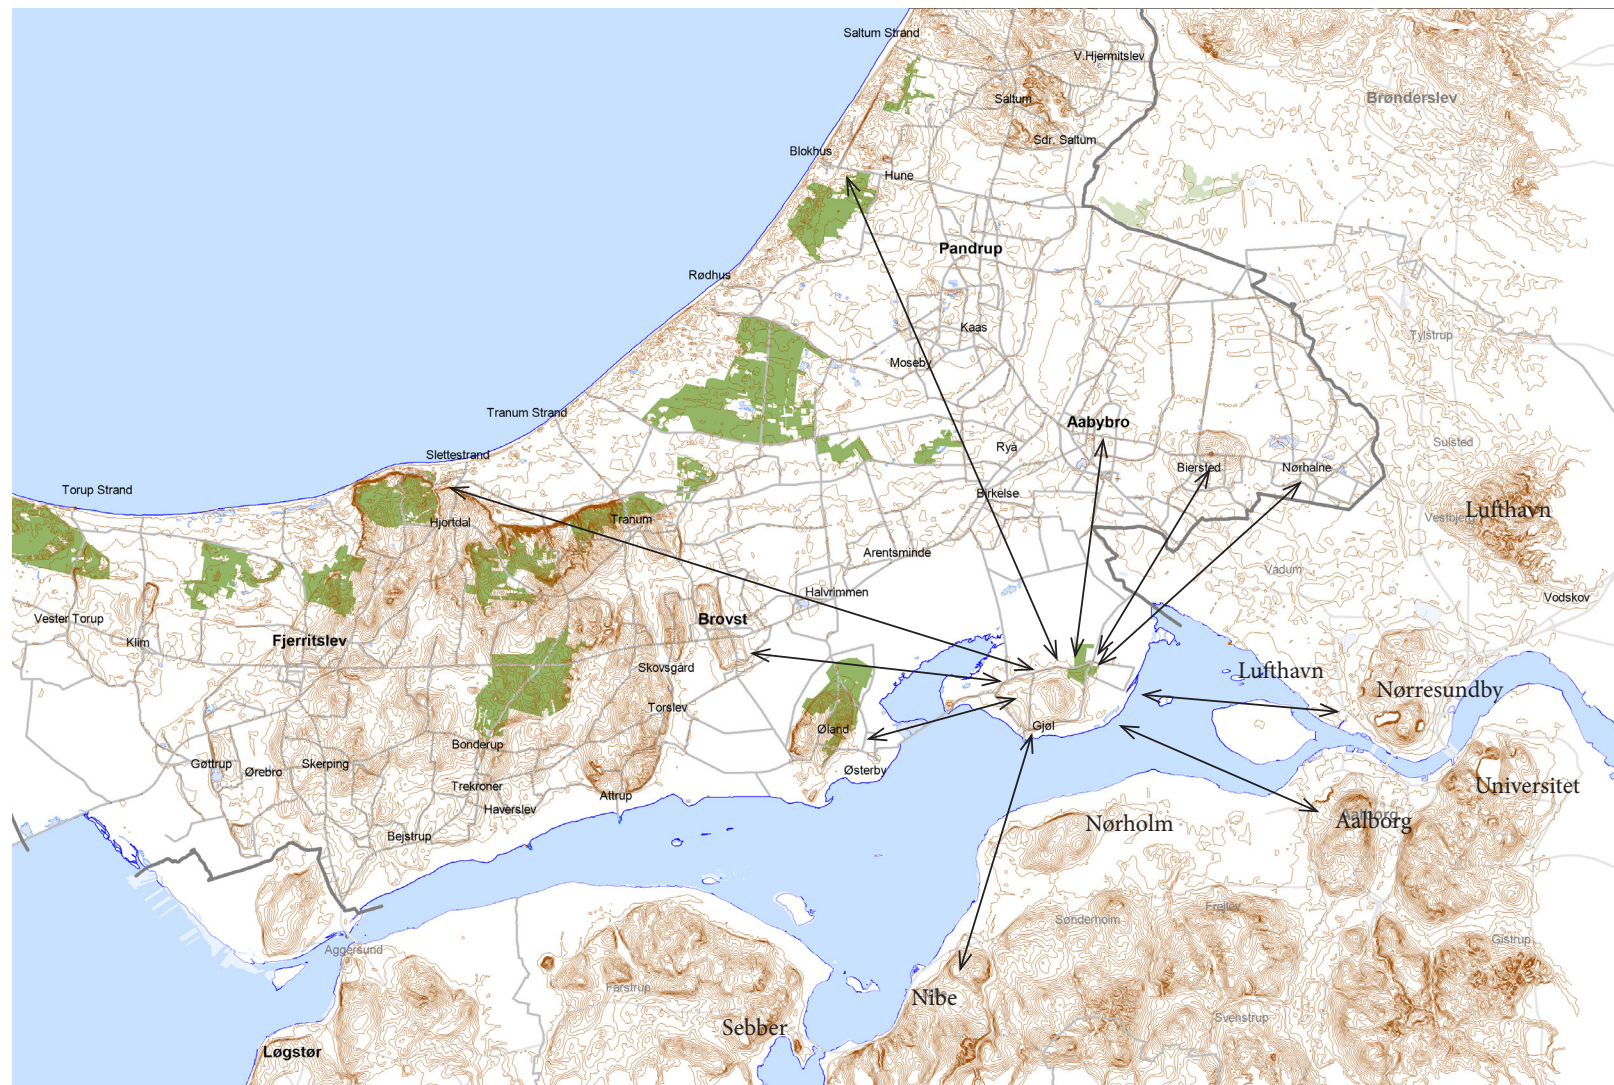 Saltum Strand
V.Hjermitslev
Brønderslev
Saltum
Sdr. Saltum
Blokhus
Hune
Pandrup
Rødhus
Kaas
Tylstrup
Moseby
Tranum Strand
Aabybro
Ryå
Sulsted
Slettestrand
Biersted
Nørhalne
Torup Strand
Birkelse
Lufthavn
Vestbjerg
Hjortdal
Tranum
Arentsminde
Vadum
Halvrimmen
Vodskov
Vester Torup
Klim
Fjerritslev
Brovst
Skovsgård
Lufthavn
Nørresundby
Torslev
Øland
Gjøl
Bonderup
Gøttrup
Ørebro
Skerping
Østerby
Trekroner
Universitet
Attrup
Haverslev
Nørholm
Aalborg
Aalborg
Bejstrup
Frejlev
Sønderholm
Gistrup
Aggersund
Farstrup
Nibe
Svenstrup
Sebber
Løgstør